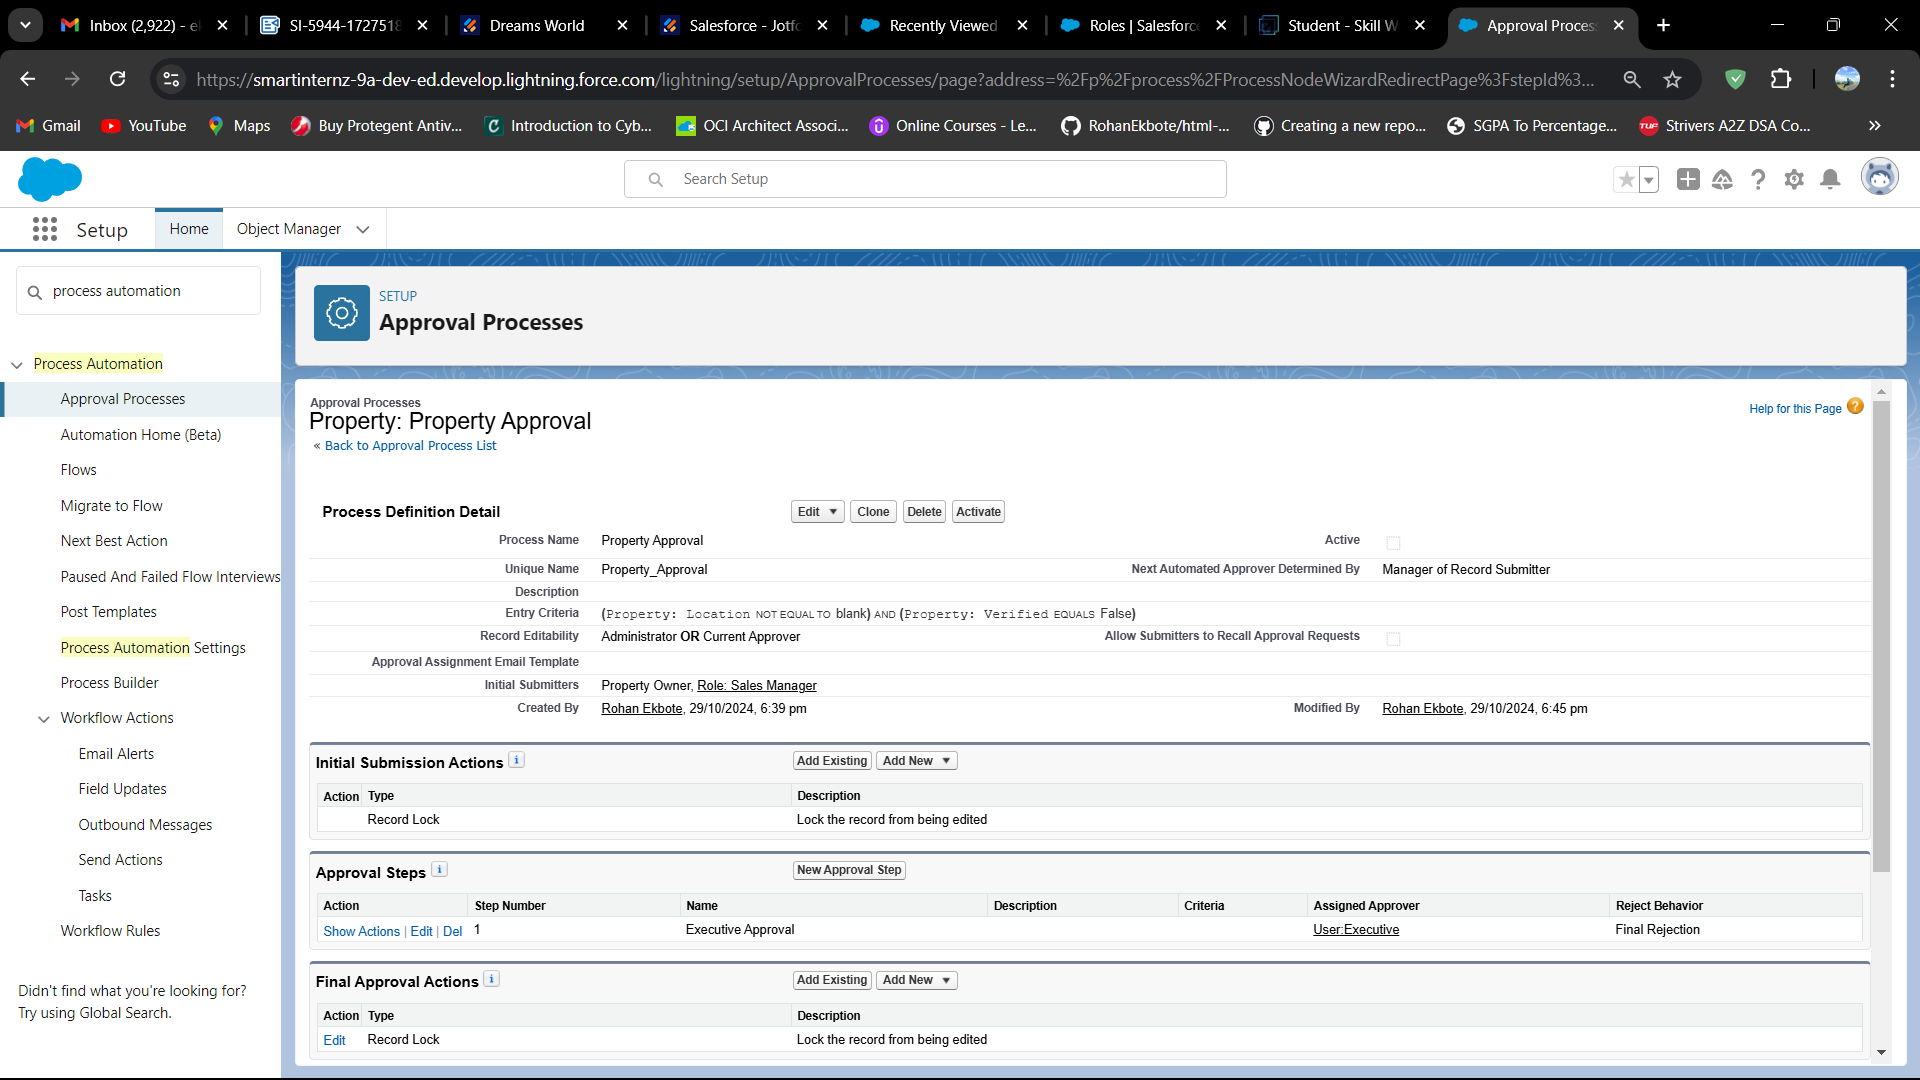 Inbox (2,922) - el
SI-5944-1727518
Dreams World
Salesforce - Jotfo
Recently Viewed
Roles | Salesforce
Student - Skill W
Approval Process
https://smartinternz-9a-dev-ed.develop.lightning.force.com/lightning/setup/ApprovalProcesses/page?address=%2Fp%2Fprocess%2FProcessNodeWizardRedirectPage%3FstepId%3...
Gmail
YouTube
Maps
Buy Protegent Antiv...
Introduction to Cyb...
OCI Architect Associ...
Online Courses - Le...
RohanEkbote/html-...
Creating a new repo...
SGPA To Percentage...
TUF
Strivers A2Z DSA Co...
Search Setup
Setup
Home
Object Manager
process automation
Process Automation
Approval Processes
Automation Home (Beta)
Flows
Migrate to Flow
Next Best Action
Paused And Failed Flow Interviews
Post Templates
Process Automation Settings
Process Builder
Workflow Actions
Email Alerts
Field Updates
Outbound Messages
Send Actions
Tasks
Workflow Rules
Didn't find what you're looking for?
Try using Global Search.
SETUP
Approval Processes
Approval Processes
Property: Property Approval
« Back to Approval Process List
Help for this Page
Process Definition Detail
Edit
Clone
Delete
Activate
Process Name Property Approval Active
Unique Name Property_Approval Next Automated Approver Determined By Manager of Record Submitter
Description
Entry Criteria (Property: Location NOT EQUAL TO blank) AND (Property: Verified EQUALS False)
Record Editability Administrator OR Current Approver Allow Submitters to Recall Approval Requests
Approval Assignment Email Template
Initial Submitters Property Owner, Role: Sales Manager
Created By Rohan Ekbote, 29/10/2024, 6:39 pm Modified By Rohan Ekbote, 29/10/2024, 6:45 pm
Initial Submission Actions i Add Existing Add New
Action Type Description
Record Lock Lock the record from being edited
Approval Steps i New Approval Step
Action Step Number Name Description Criteria Assigned Approver Reject Behavior
Show Actions | Edit | Del 1 Executive Approval User:Executive Final Rejection
Final Approval Actions i Add Existing Add New
Action Type Description
Edit Record Lock Lock the record from being edited